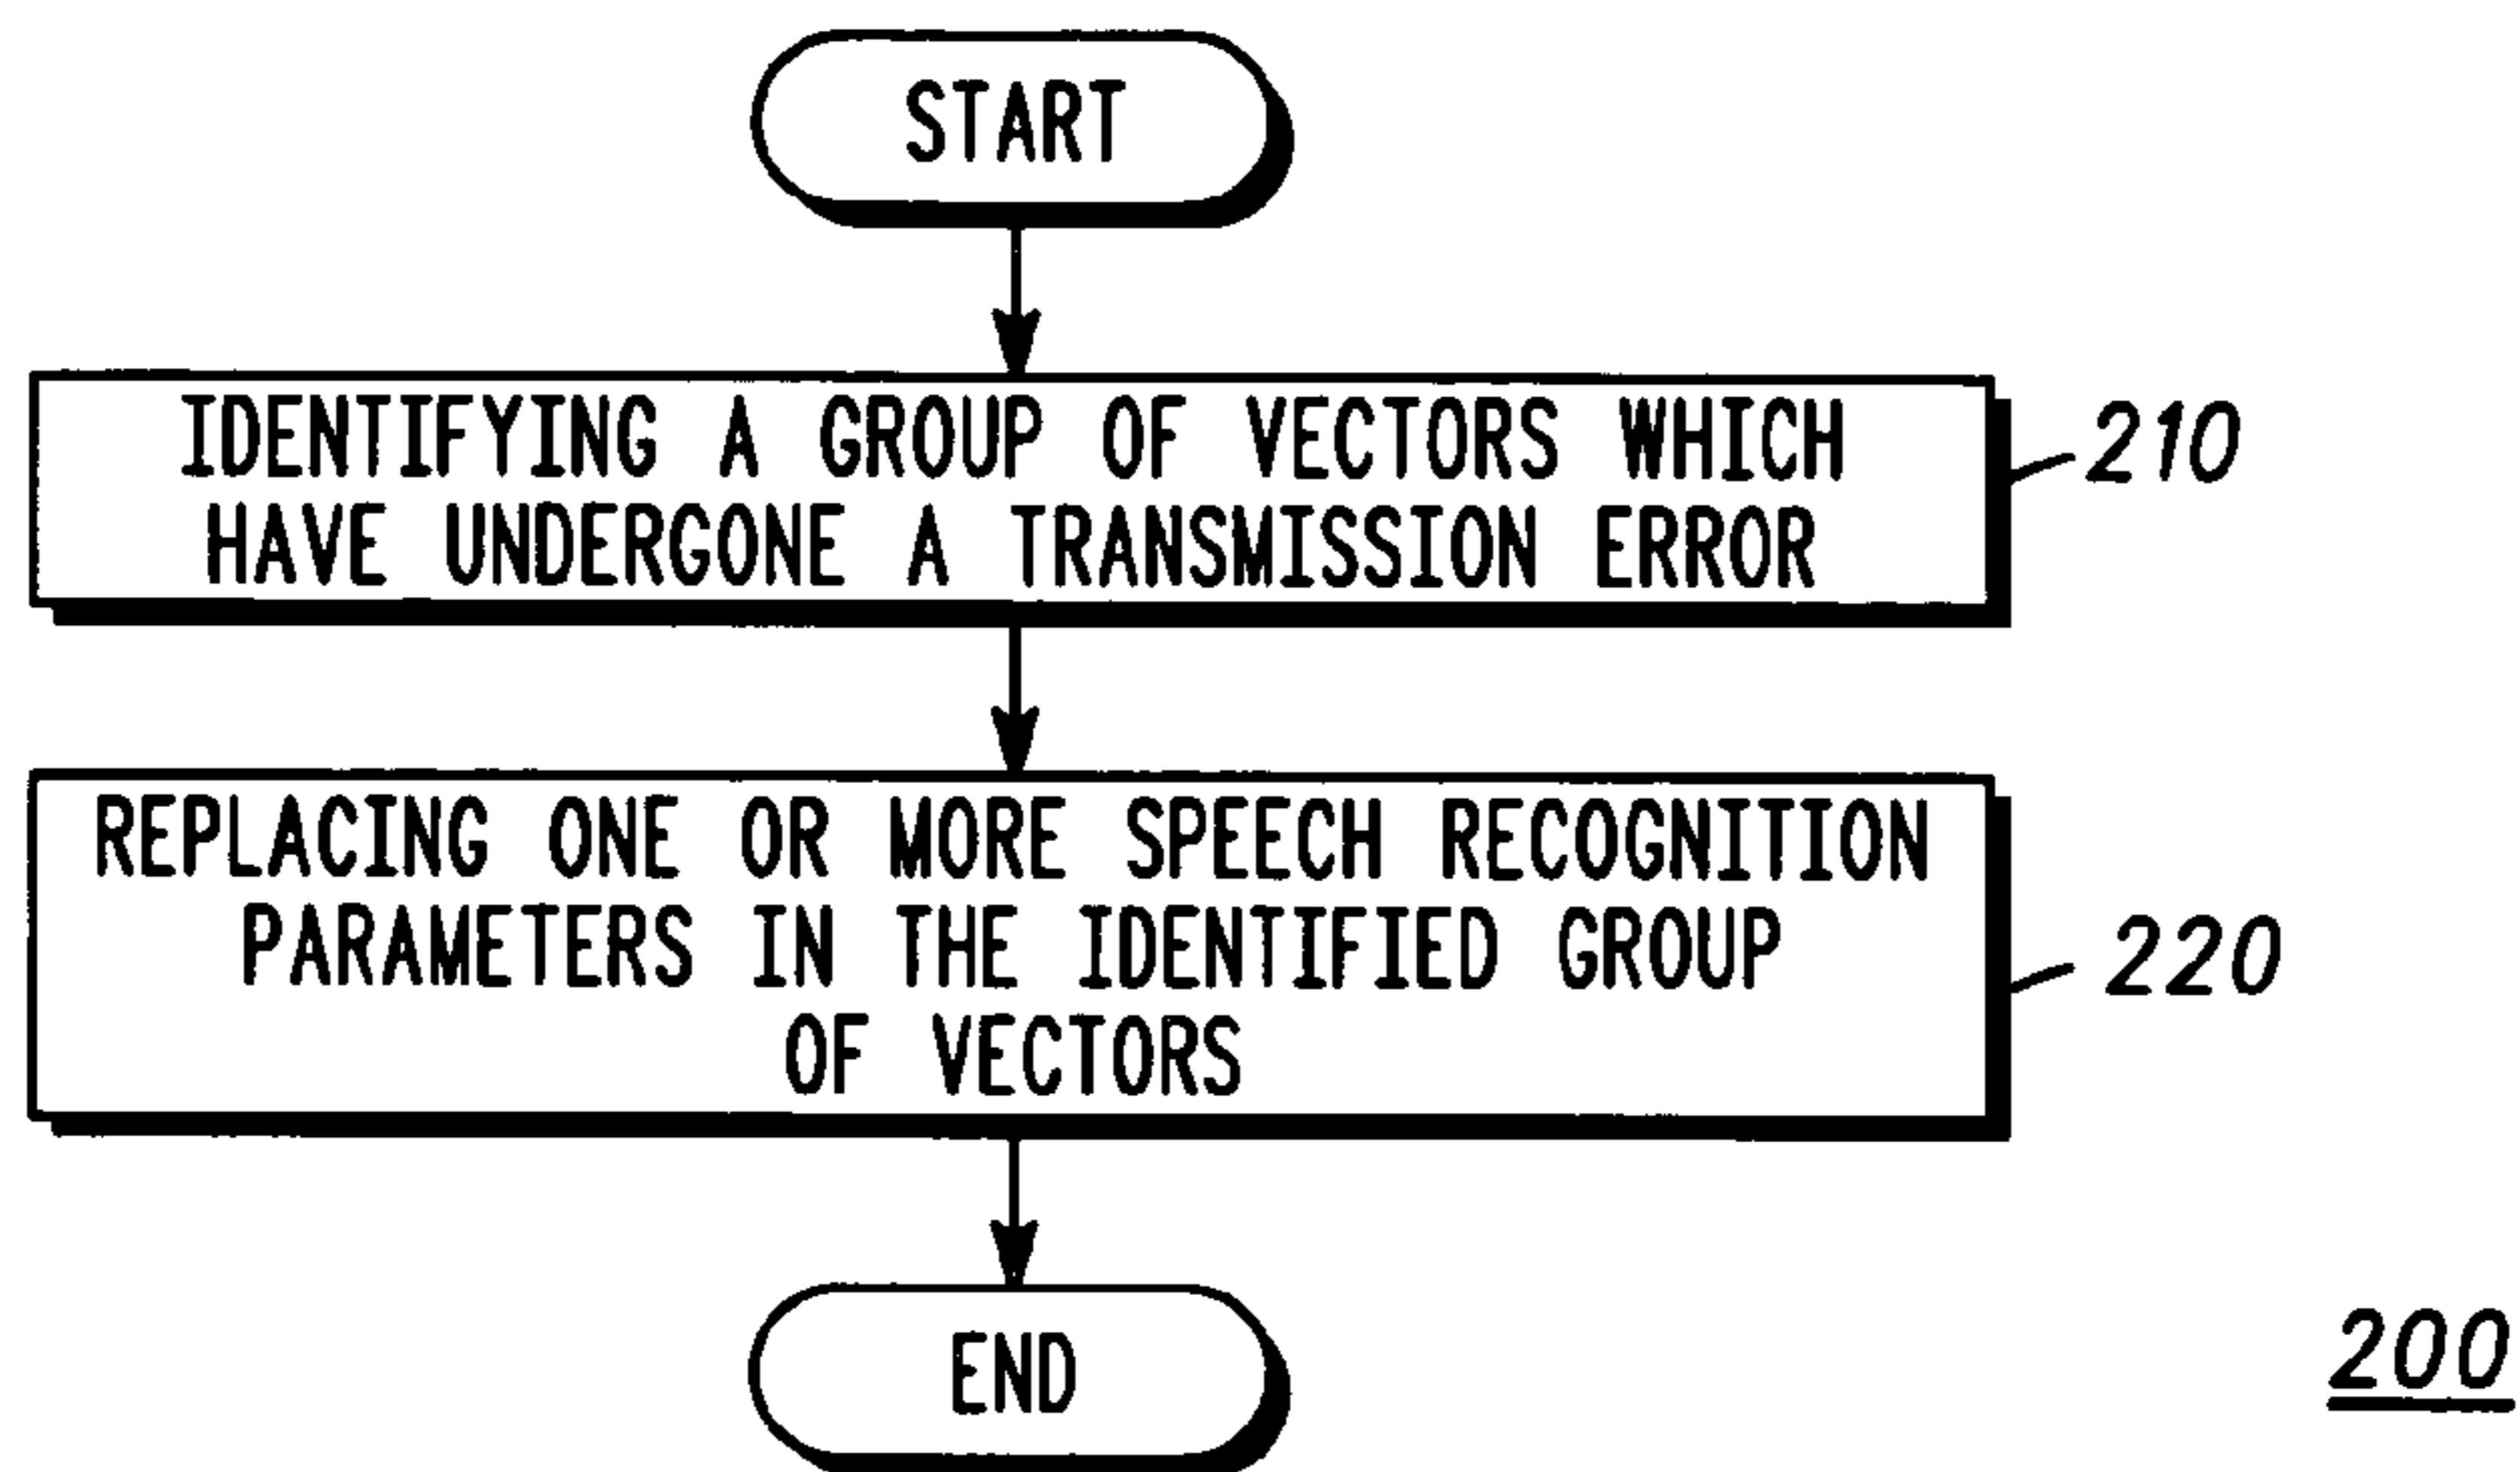 START
IDENTIFYING A GROUP OF VECTORS WHICH
HAVE UNDERGONE A TRANSMISSION ERROR
210
REPLACING ONE OR MORE SPEECH RECOGNITION
PARAMETERS IN THE IDENTIFIED GROUP
OF VECTORS
220
END
200